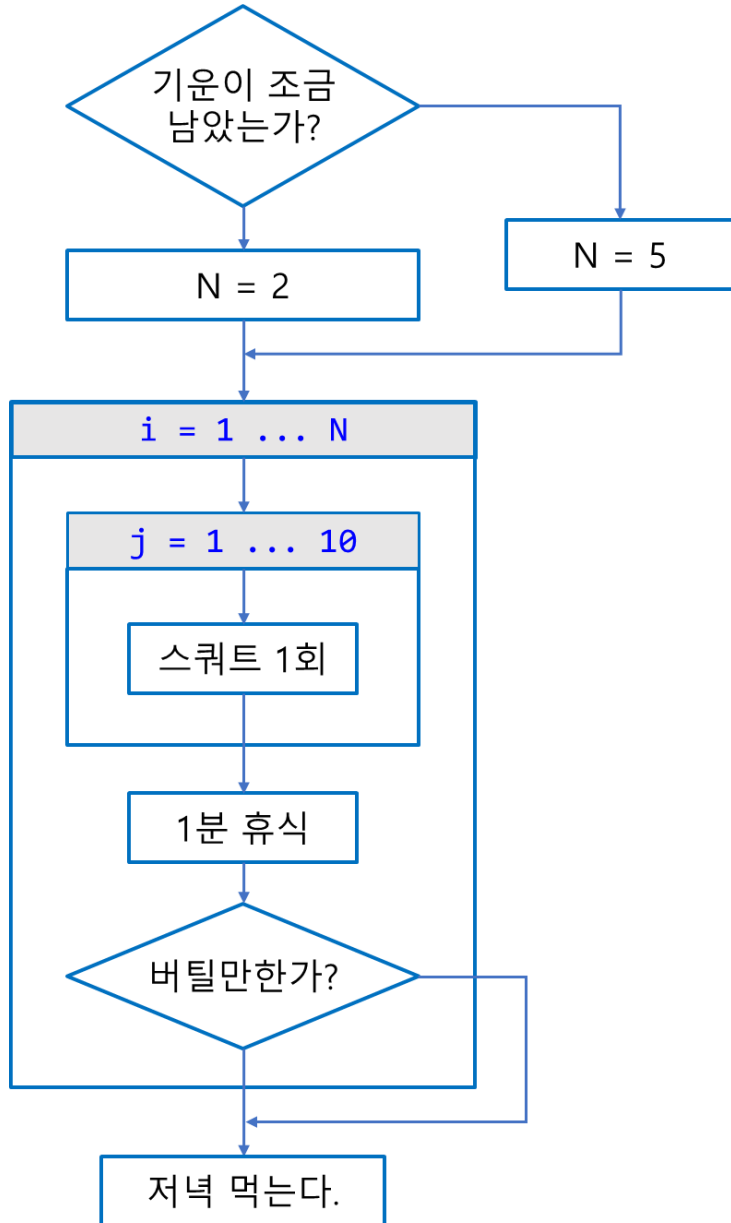 기운이 조금
남았는가?
N = 5
N = 2
i = 1 ... N
j = 1 ... 10
스쿼트 1회
1분 휴식
버틸만한가?
저녁 먹는다.